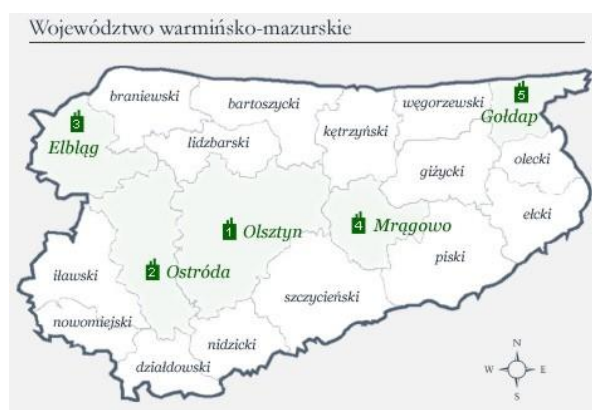 Województwo warmińsko-mazurskie
braniewski
bartoszycki
węgorzewski
5
Gołdap
3
Elbląg
lidzbarski
kętrzyński
giżycki
olecki
ełcki
1 Olsztyn
4 Mrągowo
2 Ostróda
piski
iławski
szczycieński
nowomiejski
nidzicki
działdowski
N
W E
S